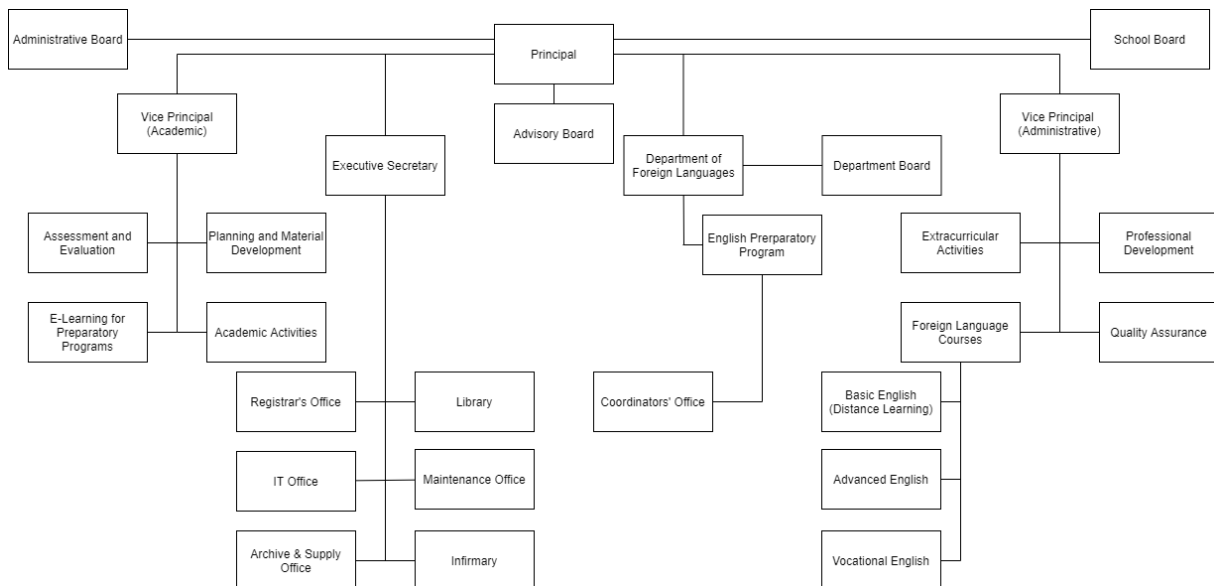 Administrative Board
Principal
School Board
Vice Principal
(Academic)
Advisory Board
Vice Principal
(Administrative)
Executive Secretary
Department of
Foreign Languages
Department Board
Assessment and
Evaluation
Planning and Material
Development
English Prerparatory
Program
Extracurricular
Activities
Professional
Development
E-Learning for
Preparatory
Programs
Academic Activities
Foreign Language
Courses
Quality Assurance
Registrar's Office
Library
Coordinators' Office
Basic English
(Distance Learning)
IT Office
Maintenance Office
Advanced English
Archive & Supply
Office
Infirmary
Vocational English